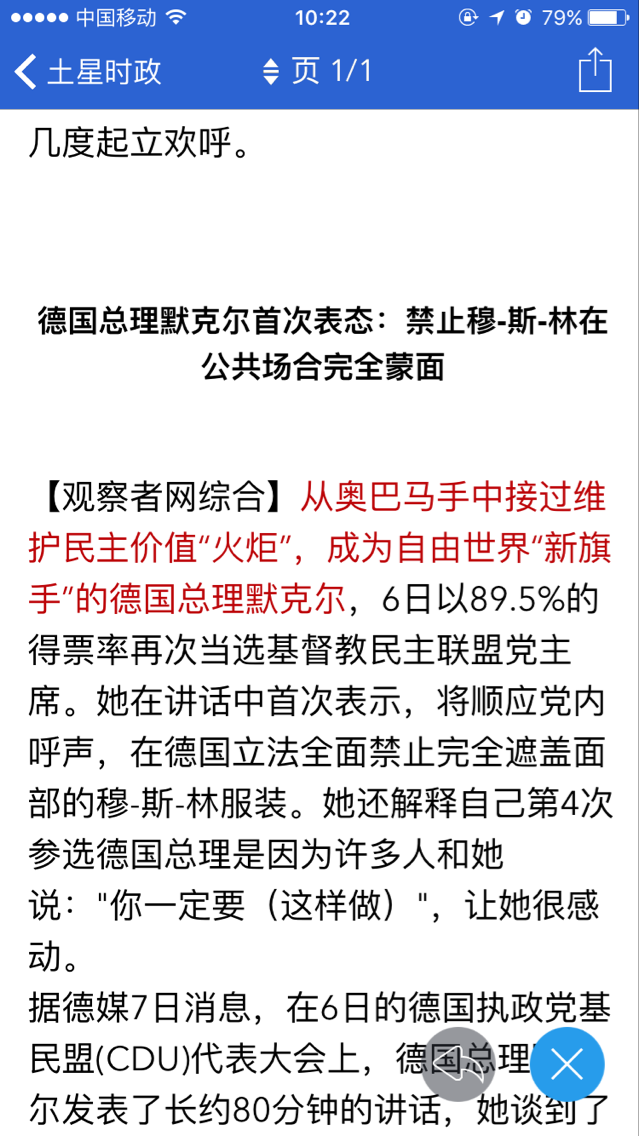 中国移动 10:22 79%
土星时政 页 1/1
几度起立欢呼。
德国总理默克尔首次表态：禁止穆-斯-林在
公共场合完全蒙面
【观察者网综合】从奥巴马手中接过维
护民主价值“火炬”，成为自由世界“新旗
手”的德国总理默克尔，6日以89.5%的
得票率再次当选基督教民主联盟党主
席。她在讲话中首次表示，将顺应党内
呼声，在德国立法全面禁止完全遮盖面
部的穆-斯-林服装。她还解释自己第4次
参选德国总理是因为许多人和她
说："你一定要（这样做）"，让她很感
动。
据德媒7日消息，在6日的德国执政党基
民盟(CDU)代表大会上，德国总理
尔发表了长约80分钟的讲话，她谈到了